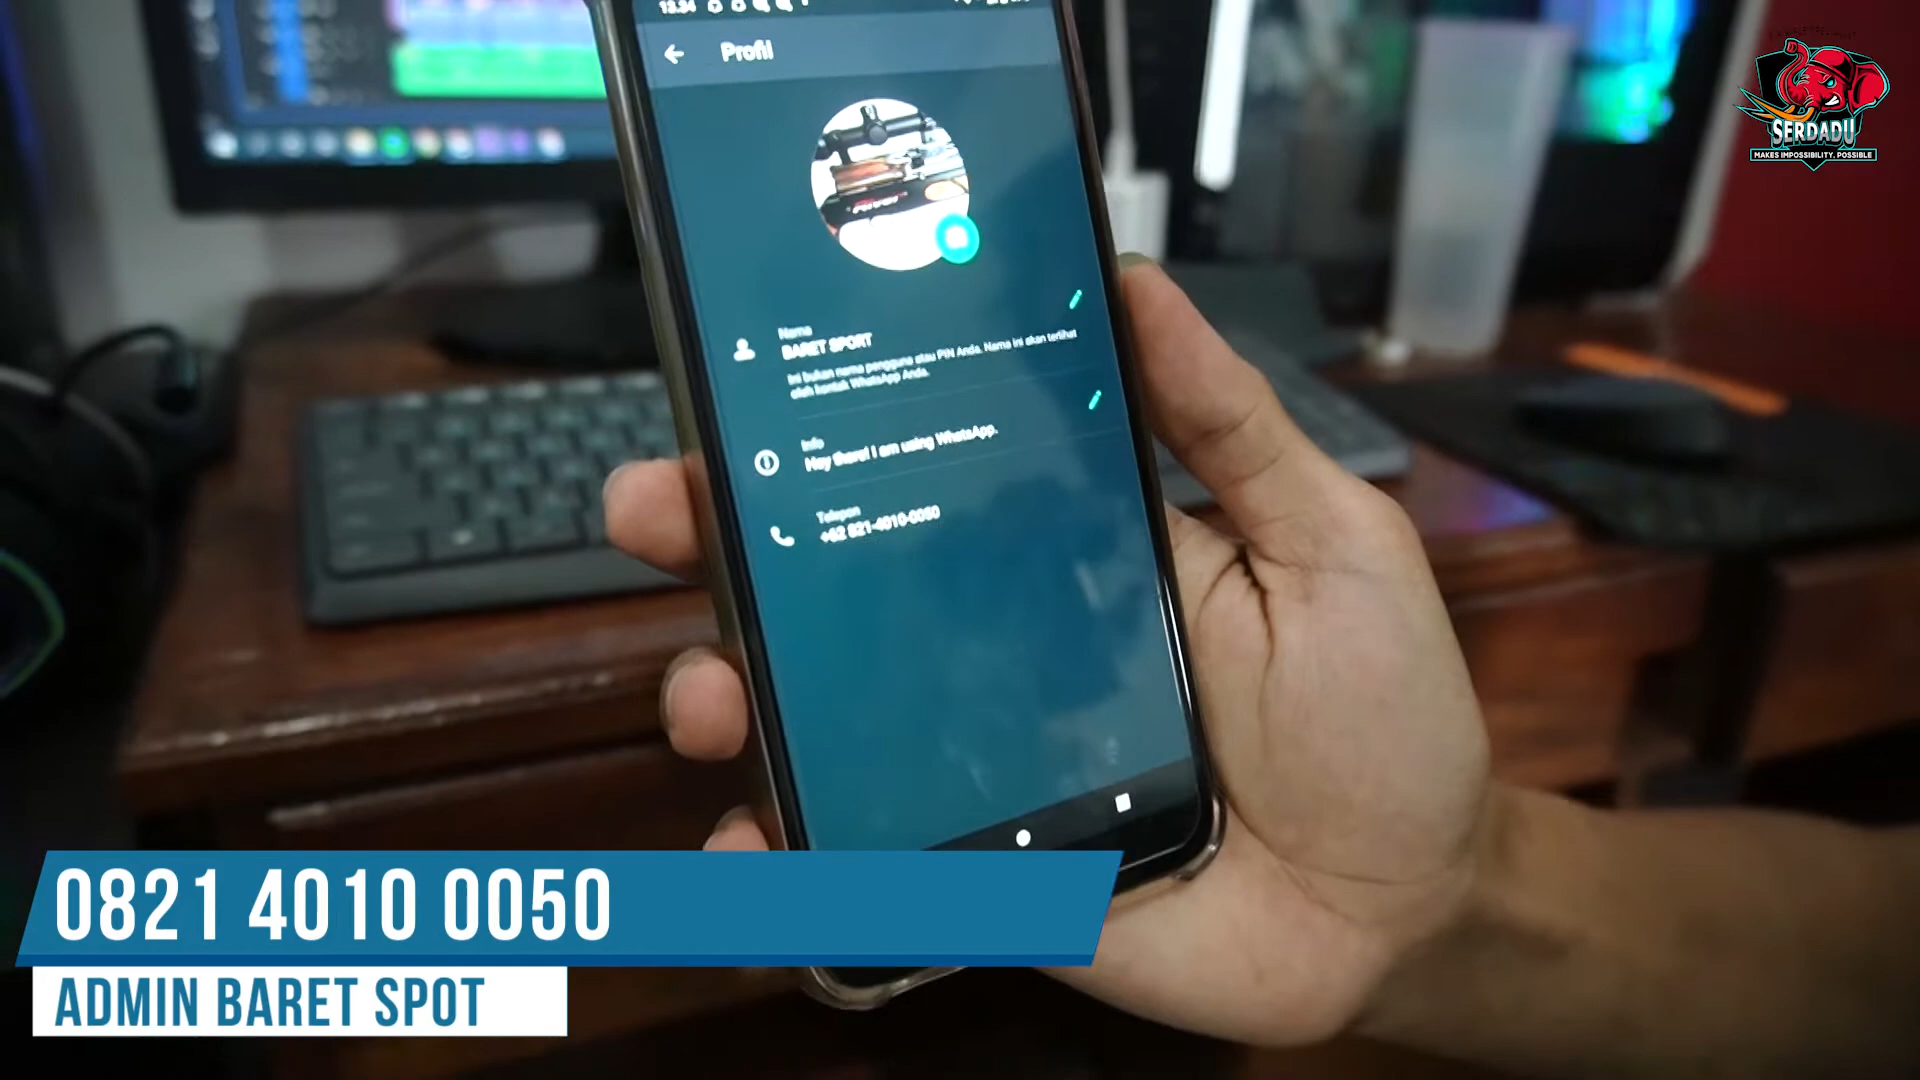 13.34
Profil
SERDADU
MAKES IMPOSSIBILITY, POSSIBLE
Nama
BARET SPORT
Ini bukan nama pengguna atau PIN Anda. Nama ini akan terlihat
oleh kontak WhatsApp Anda.
Info
Hey there! I am using WhatsApp.
Telepon
+62 821-4010-0050
0821 4010 0050
ADMIN BARET SPOT